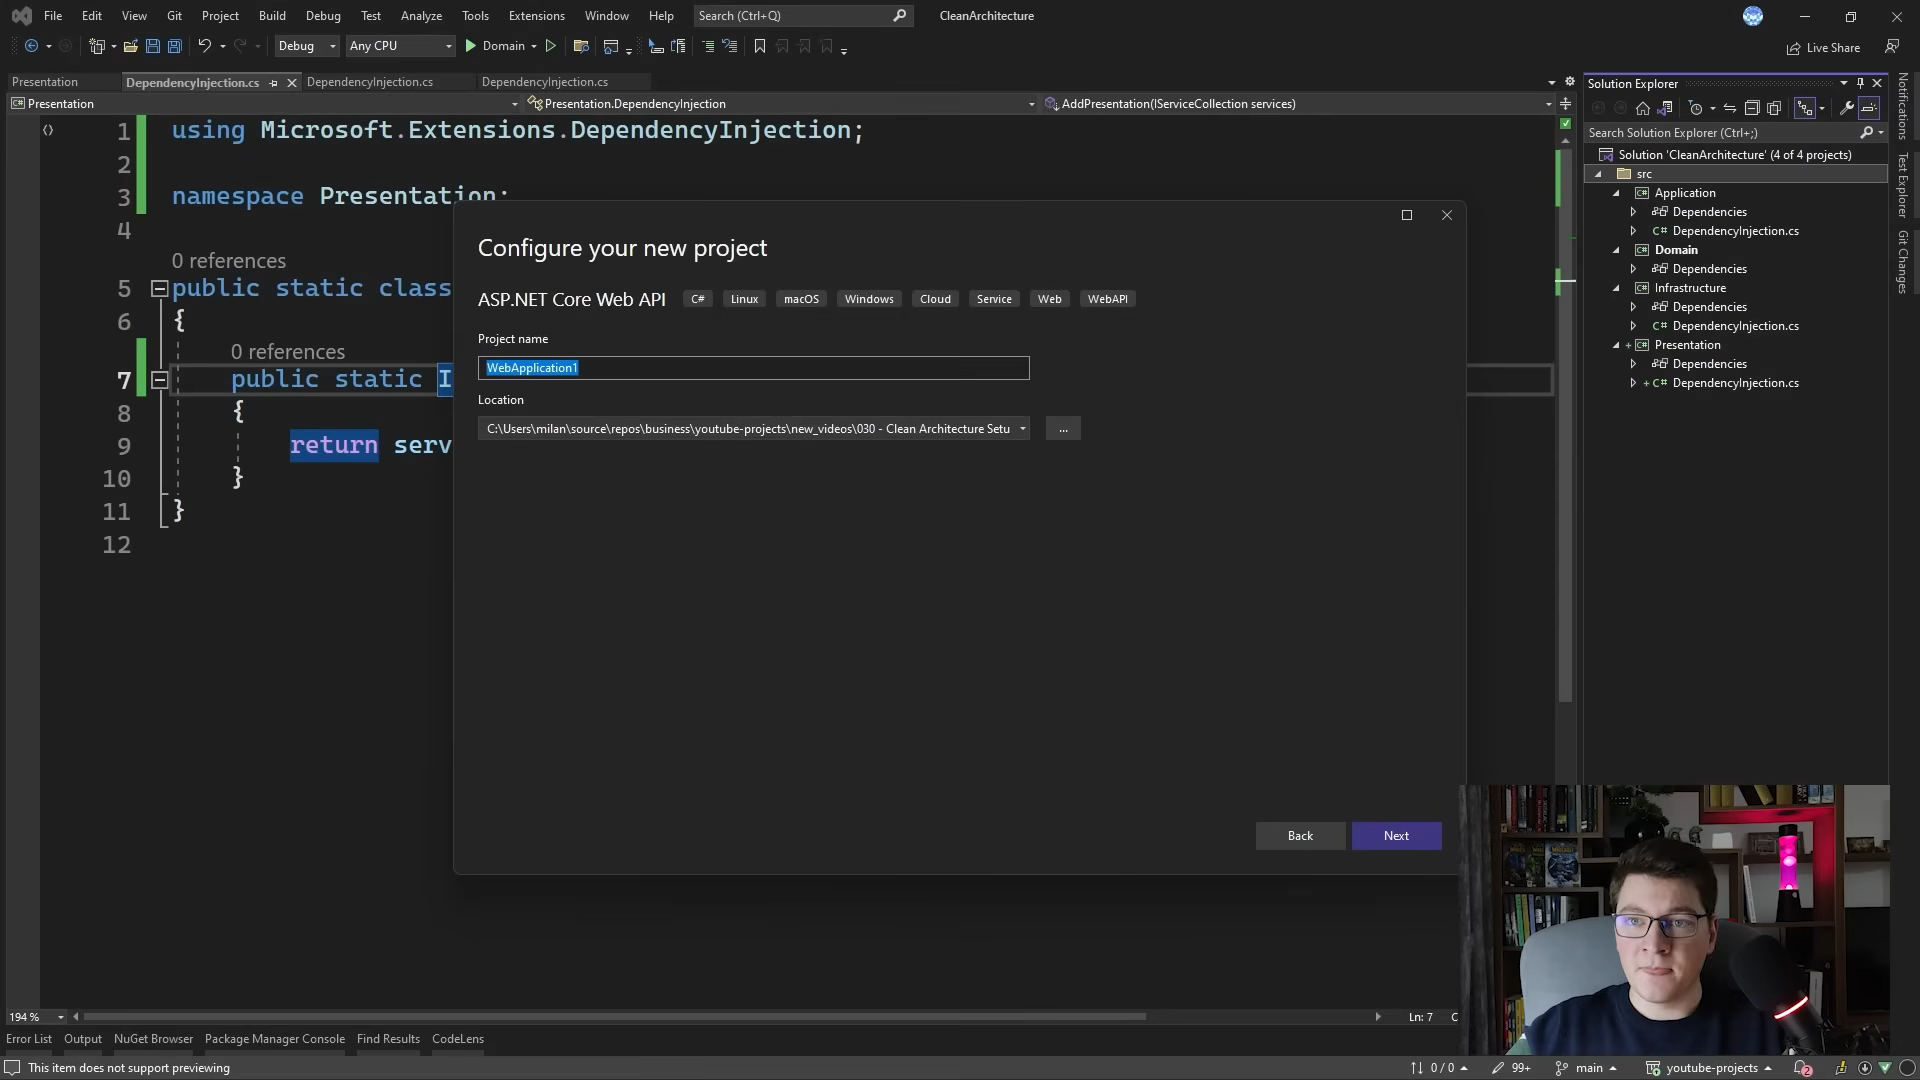 File Edit View Git Project Build Debug Test Analyze Tools Extensions Window Help Search (Ctrl+Q) CleanArchitecture
Debug Any CPU Domain Live Share
Presentation DependencyInjection.cs DependencyInjection.cs DependencyInjection.cs
Presentation Presentation.DependencyInjection AddPresentation(IServiceCollection services)
1 using Microsoft.Extensions.DependencyInjection;
2
3 namespace Presentation;
4
0 references
5 public static class
6 {
0 references
7 public static I
8 {
9 return serv
10 }
11 }
12
Configure your new project
ASP.NET Core Web API C# Linux macOS Windows Cloud Service Web WebAPI
Project name
WebApplication1
Location
C:\Users\milan\source\repos\business\youtube-projects\new_videos\030 - Clean Architecture Setu
...
Back Next
Solution Explorer
Search Solution Explorer (Ctrl+;)
Solution 'CleanArchitecture' (4 of 4 projects)
src
Application
Dependencies
C# DependencyInjection.cs
Domain
Dependencies
Infrastructure
Dependencies
C# DependencyInjection.cs
Presentation
Dependencies
C# DependencyInjection.cs
Notifications
Test Explorer
Git Changes
194 % Ln: 7 C
Error List Output NuGet Browser Package Manager Console Find Results CodeLens
This item does not support previewing 0 / 0 99+ main youtube-projects 2